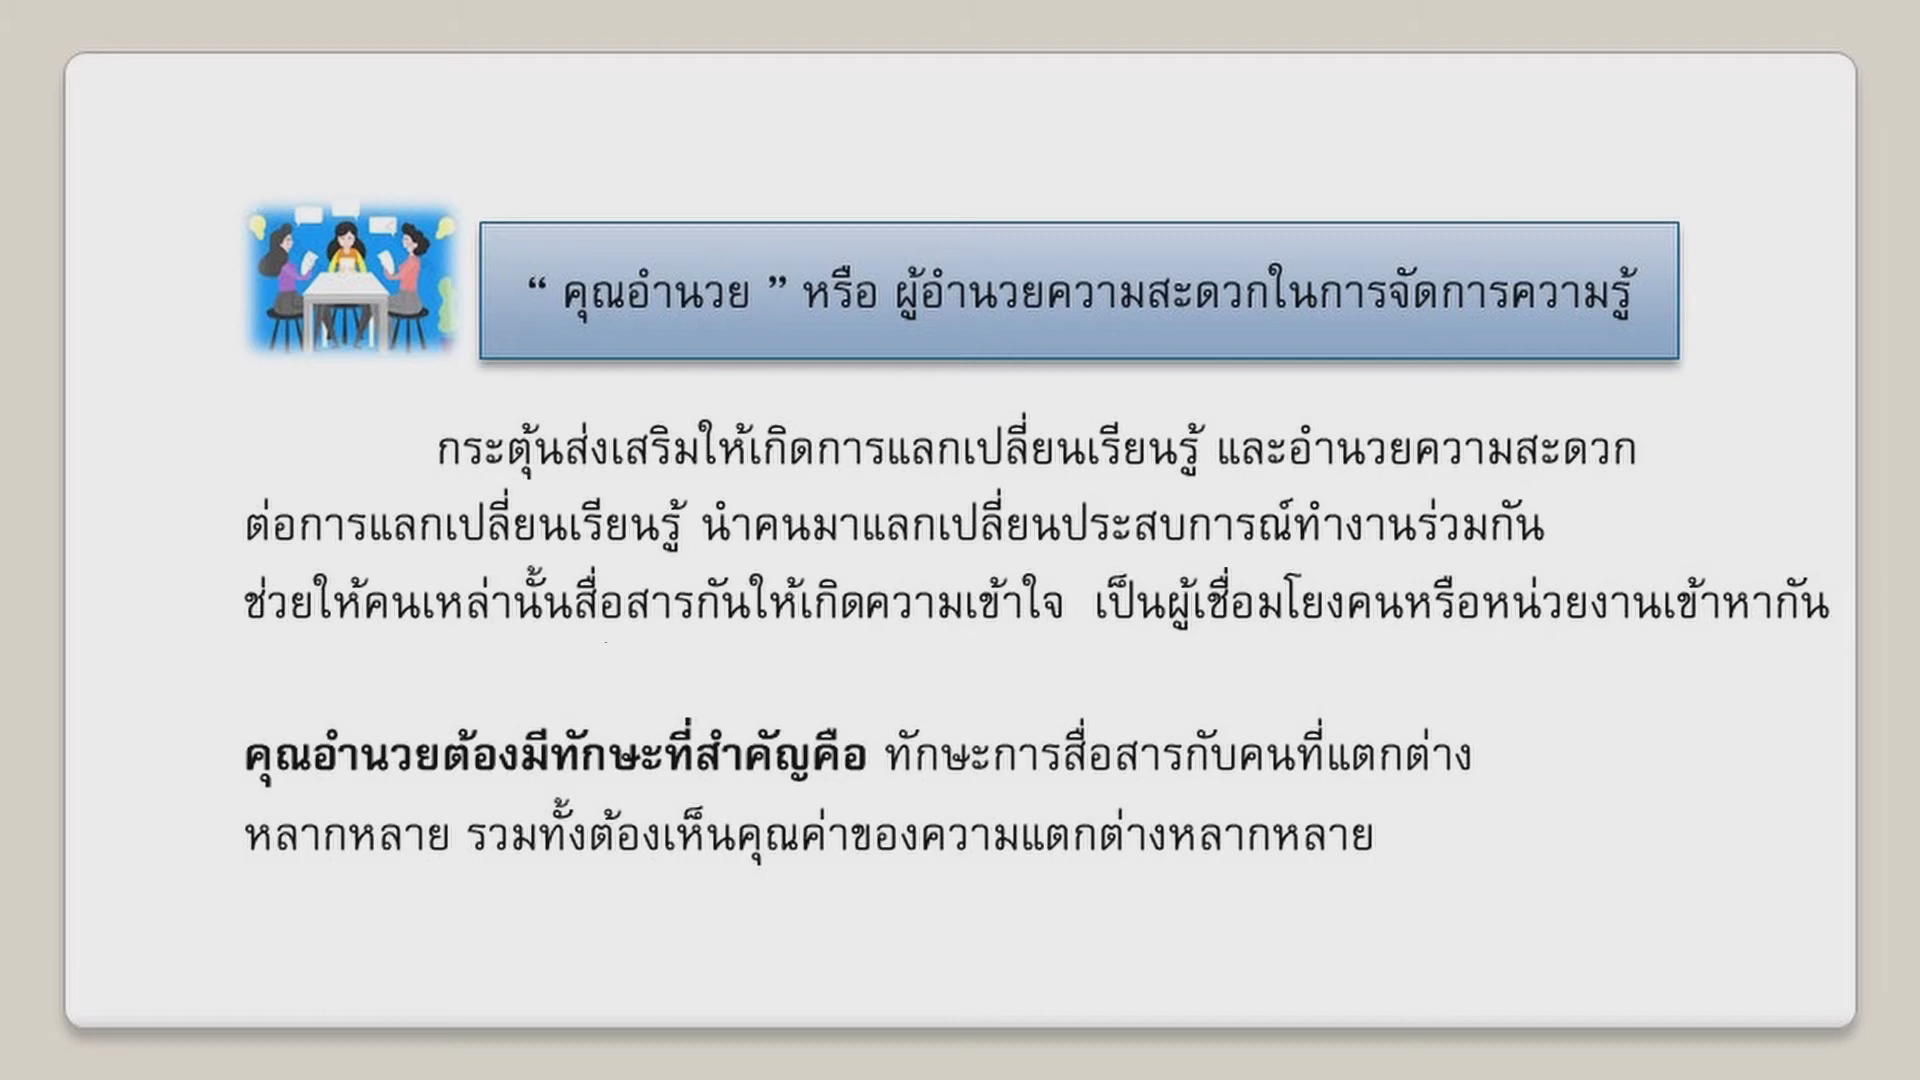 “ คุณอำนวย ” หรือ ผู้อำนวยความสะดวกในการจัดการความรู้
กระตุ้นส่งเสริมให้เกิดการแลกเปลี่ยนเรียนรู้ และอำนวยความสะดวก
ต่อการแลกเปลี่ยนเรียนรู้ นำคนมาแลกเปลี่ยนประสบการณ์ทำงานร่วมกัน
ช่วยให้คนเหล่านั้นสื่อสารกันให้เกิดความเข้าใจ เป็นผู้เชื่อมโยงคนหรือหน่วยงานเข้าหากัน
คุณอำนวยต้องมีทักษะที่สำคัญคือ ทักษะการสื่อสารกับคนที่แตกต่าง
หลากหลาย รวมทั้งต้องเห็นคุณค่าของความแตกต่างหลากหลาย